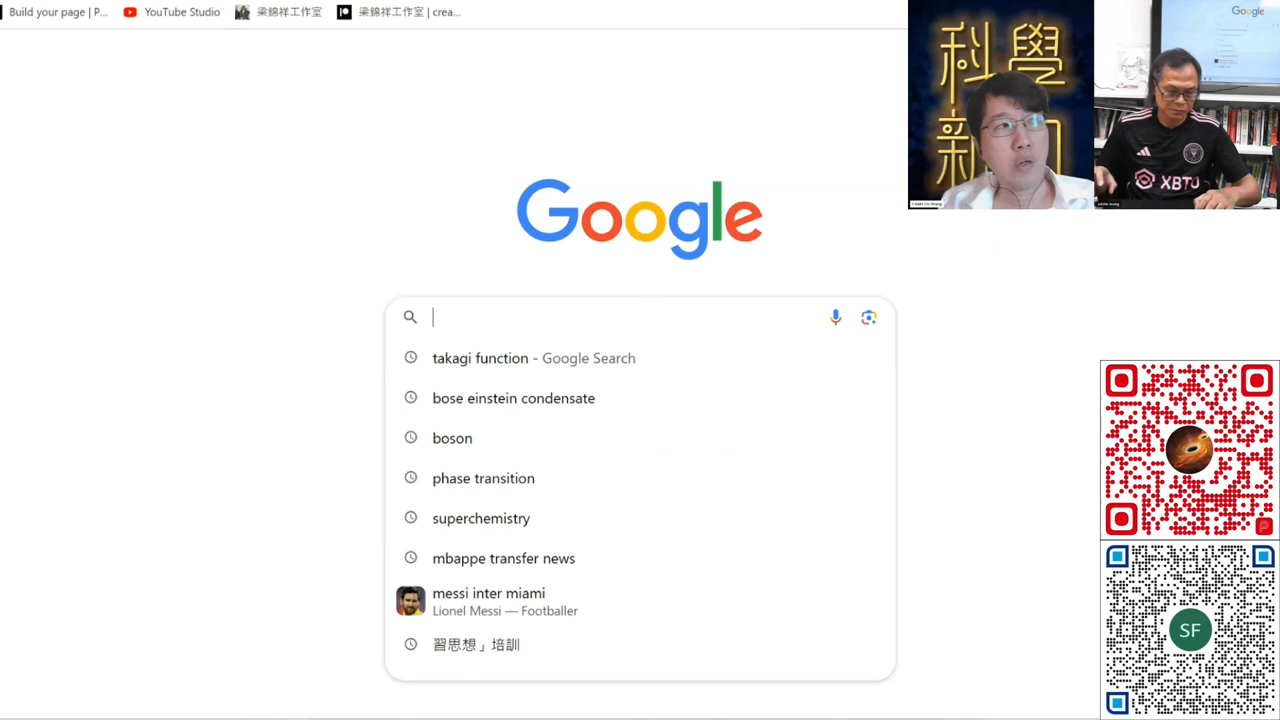 Build your page | P...
YouTube Studio
梁錦祥工作室
梁錦祥工作室 | crea...
Google
科學
新
XBTO
Google
takagi function - Google Search
bose einstein condensate
boson
phase transition
superchemistry
mbappe transfer news
messi inter miami
Lionel Messi — Footballer
習思想」培訓
SF